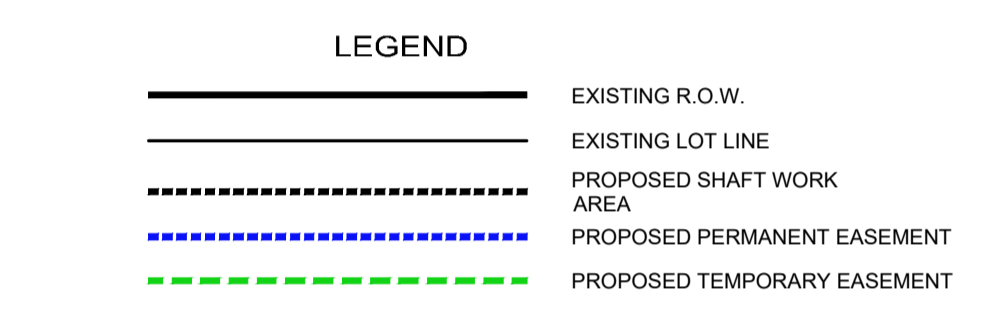 LEGEND
EXISTING R.O.W.
EXISTING LOT LINE
PROPOSED SHAFT WORK
AREA
PROPOSED PERMANENT EASEMENT
PROPOSED TEMPORARY EASEMENT